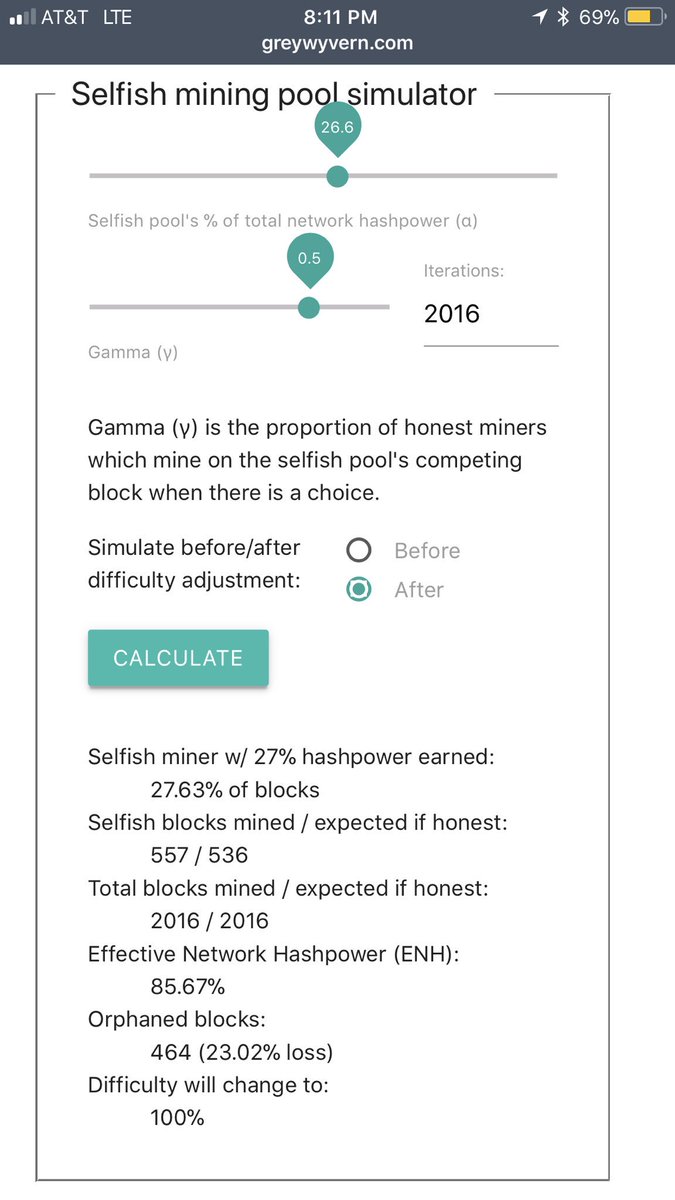 AT&T LTE 8:11 PM 69%
greywyvern.com
Selfish mining pool simulator
26.6
Selfish pool's % of total network hashpower (α)
0.5
Iterations:
2016
Gamma (γ)
Gamma (γ) is the proportion of honest miners
which mine on the selfish pool's competing
block when there is a choice.
Simulate before/after
difficulty adjustment:
Before
After
CALCULATE
Selfish miner w/ 27% hashpower earned:
27.63% of blocks
Selfish blocks mined / expected if honest:
557 / 536
Total blocks mined / expected if honest:
2016 / 2016
Effective Network Hashpower (ENH):
85.67%
Orphaned blocks:
464 (23.02% loss)
Difficulty will change to:
100%